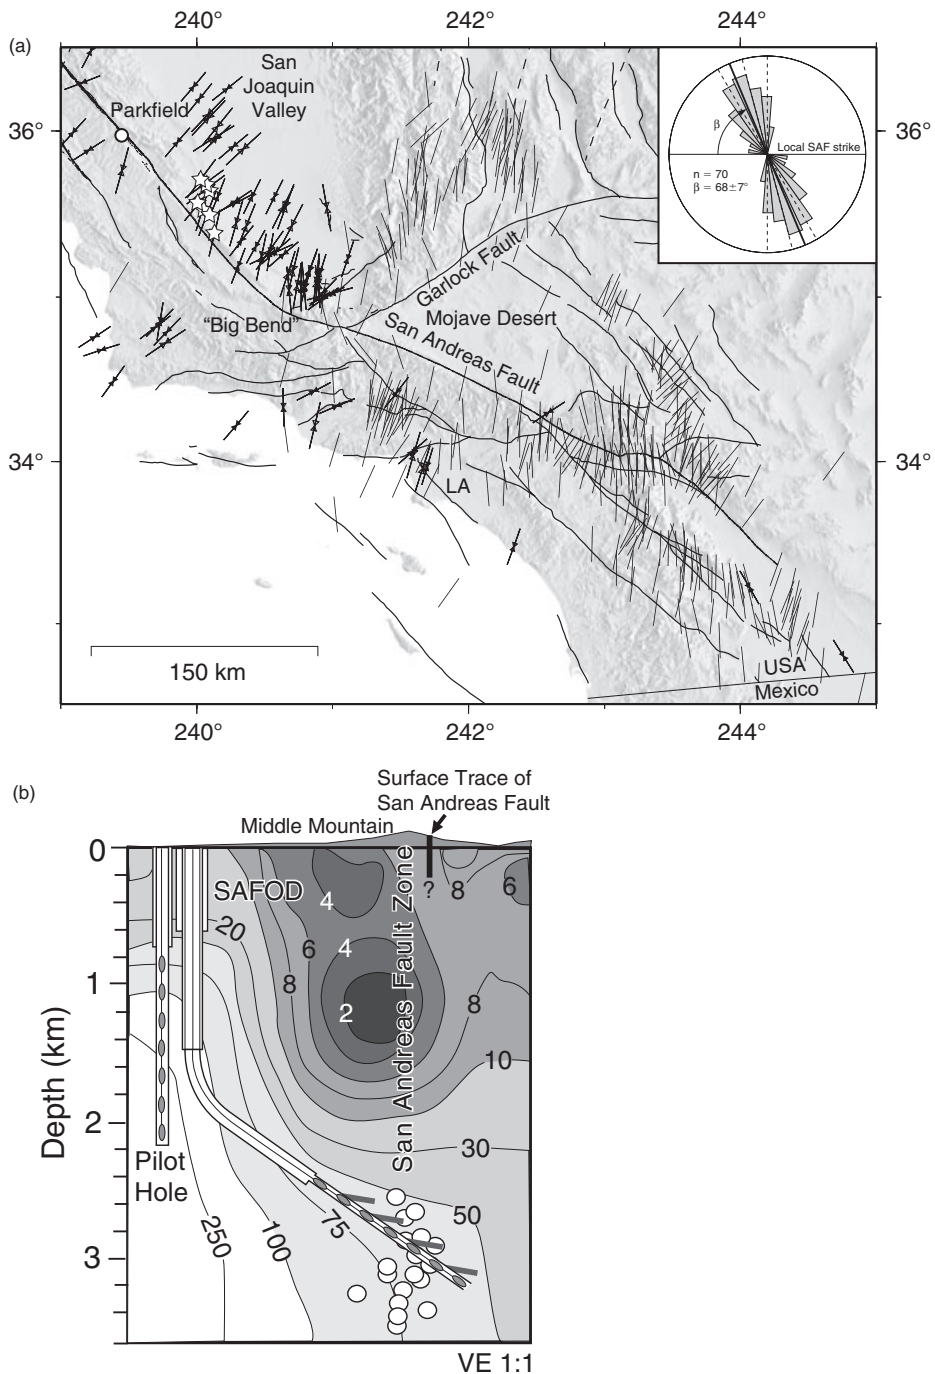 (a)
240°
242°
244°
San
Joaquin
Valley
Parkfield
36°
36°
β
Local SAF strike
n = 70
β = 68±7°
Garlock Fault
Mojave Desert
"Big Bend"
San Andreas Fault
34°
34°
LA
150 km
USA
Mexico
240°
242°
244°
(b)
Surface Trace of
San Andreas Fault
Middle Mountain
0
SAFOD
4
?
8
6
20
6
4
8
1
2
8
10
San Andreas Fault Zone
Depth (km)
2
30
Pilot
Hole
50
75
100
250
3
VE 1:1